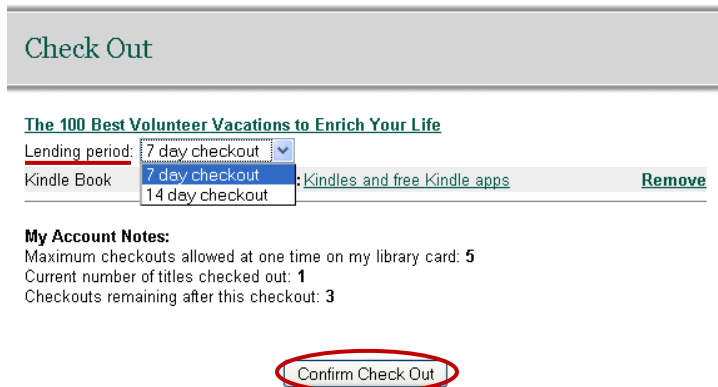 Check Out
The 100 Best Volunteer Vacations to Enrich Your Life
Lending period: 7 day checkout
7 day checkout
14 day checkout
Kindle Book : Kindles and free Kindle apps Remove
My Account Notes:
Maximum checkouts allowed at one time on my library card: 5
Current number of titles checked out: 1
Checkouts remaining after this checkout: 3
Confirm Check Out